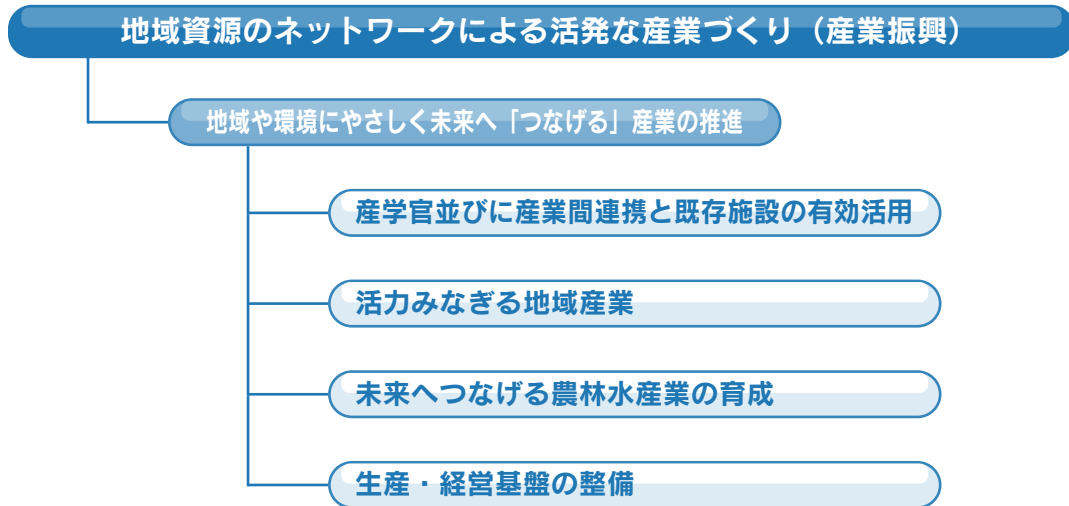 地域資源のネットワークによる活発な産業づくり（産業振興）
地域や環境にやさしく未来へ「つなげる」産業の推進
産学官並びに産業間連携と既存施設の有効活用
活力みなぎる地域産業
未来へつなげる農林水産業の育成
生産・経営基盤の整備